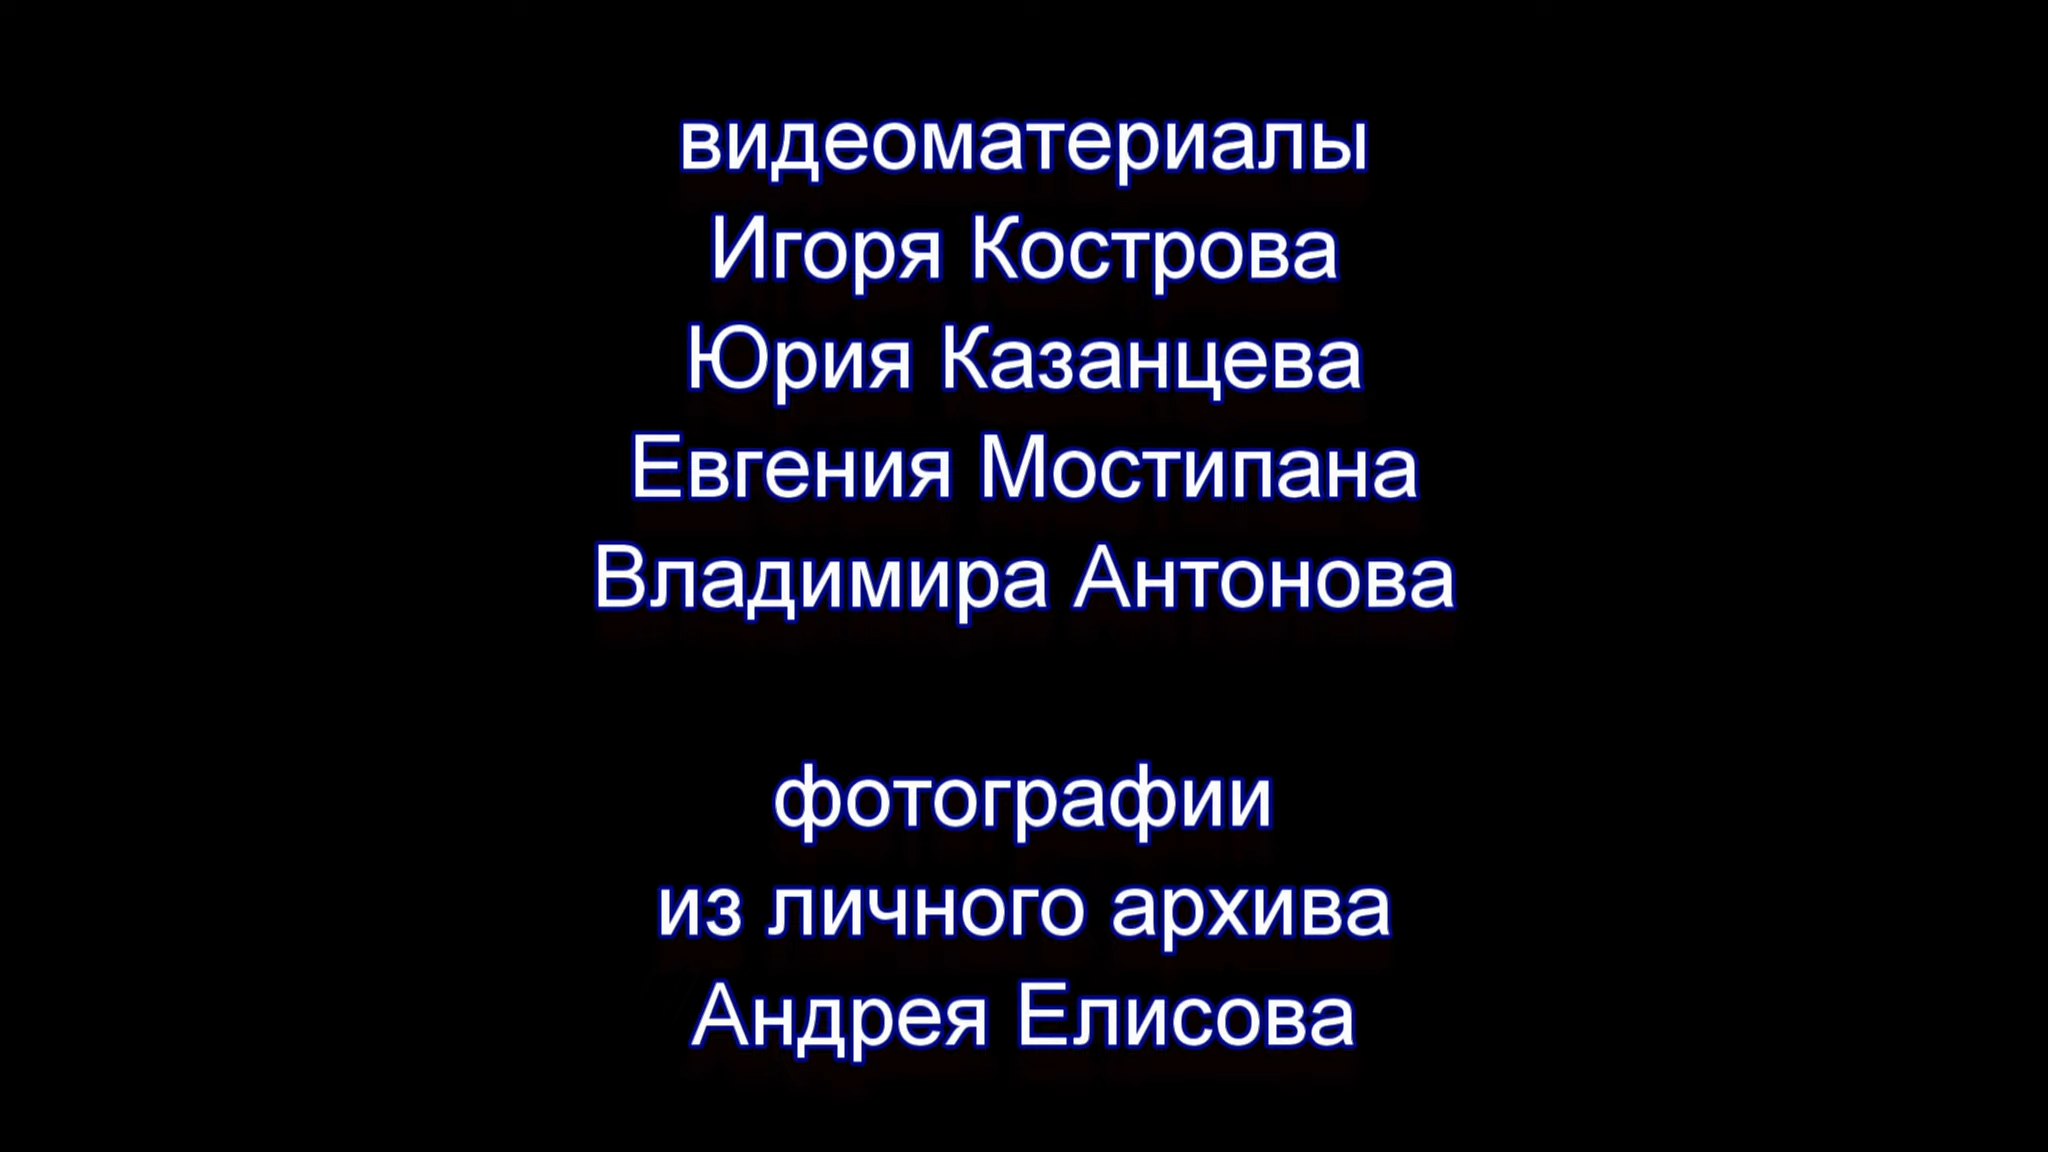 видеоматериалы
Игоря Кострова
Юрия Казанцева
Евгения Мостипана
Владимира Антонова
фотографии
из личного архива
Андрея Елисова